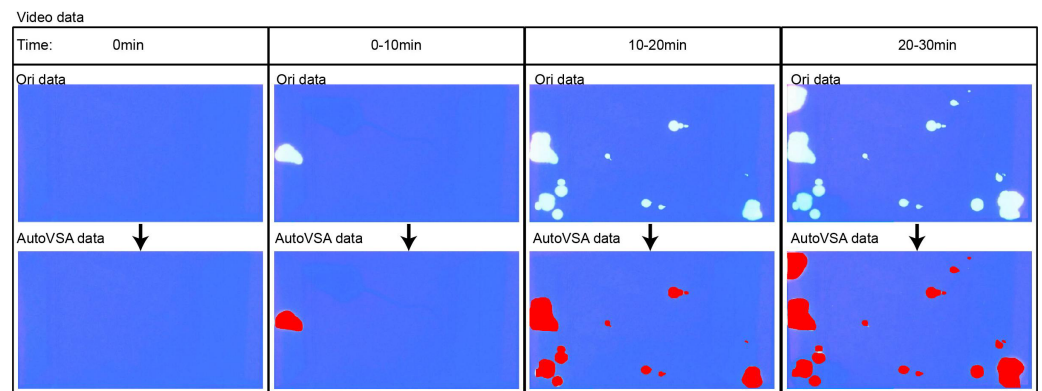 Video data
Time: 0min 0-10min 10-20min 20-30min
Ori data Ori data Ori data Ori data
AutoVSA data AutoVSA data AutoVSA data AutoVSA data